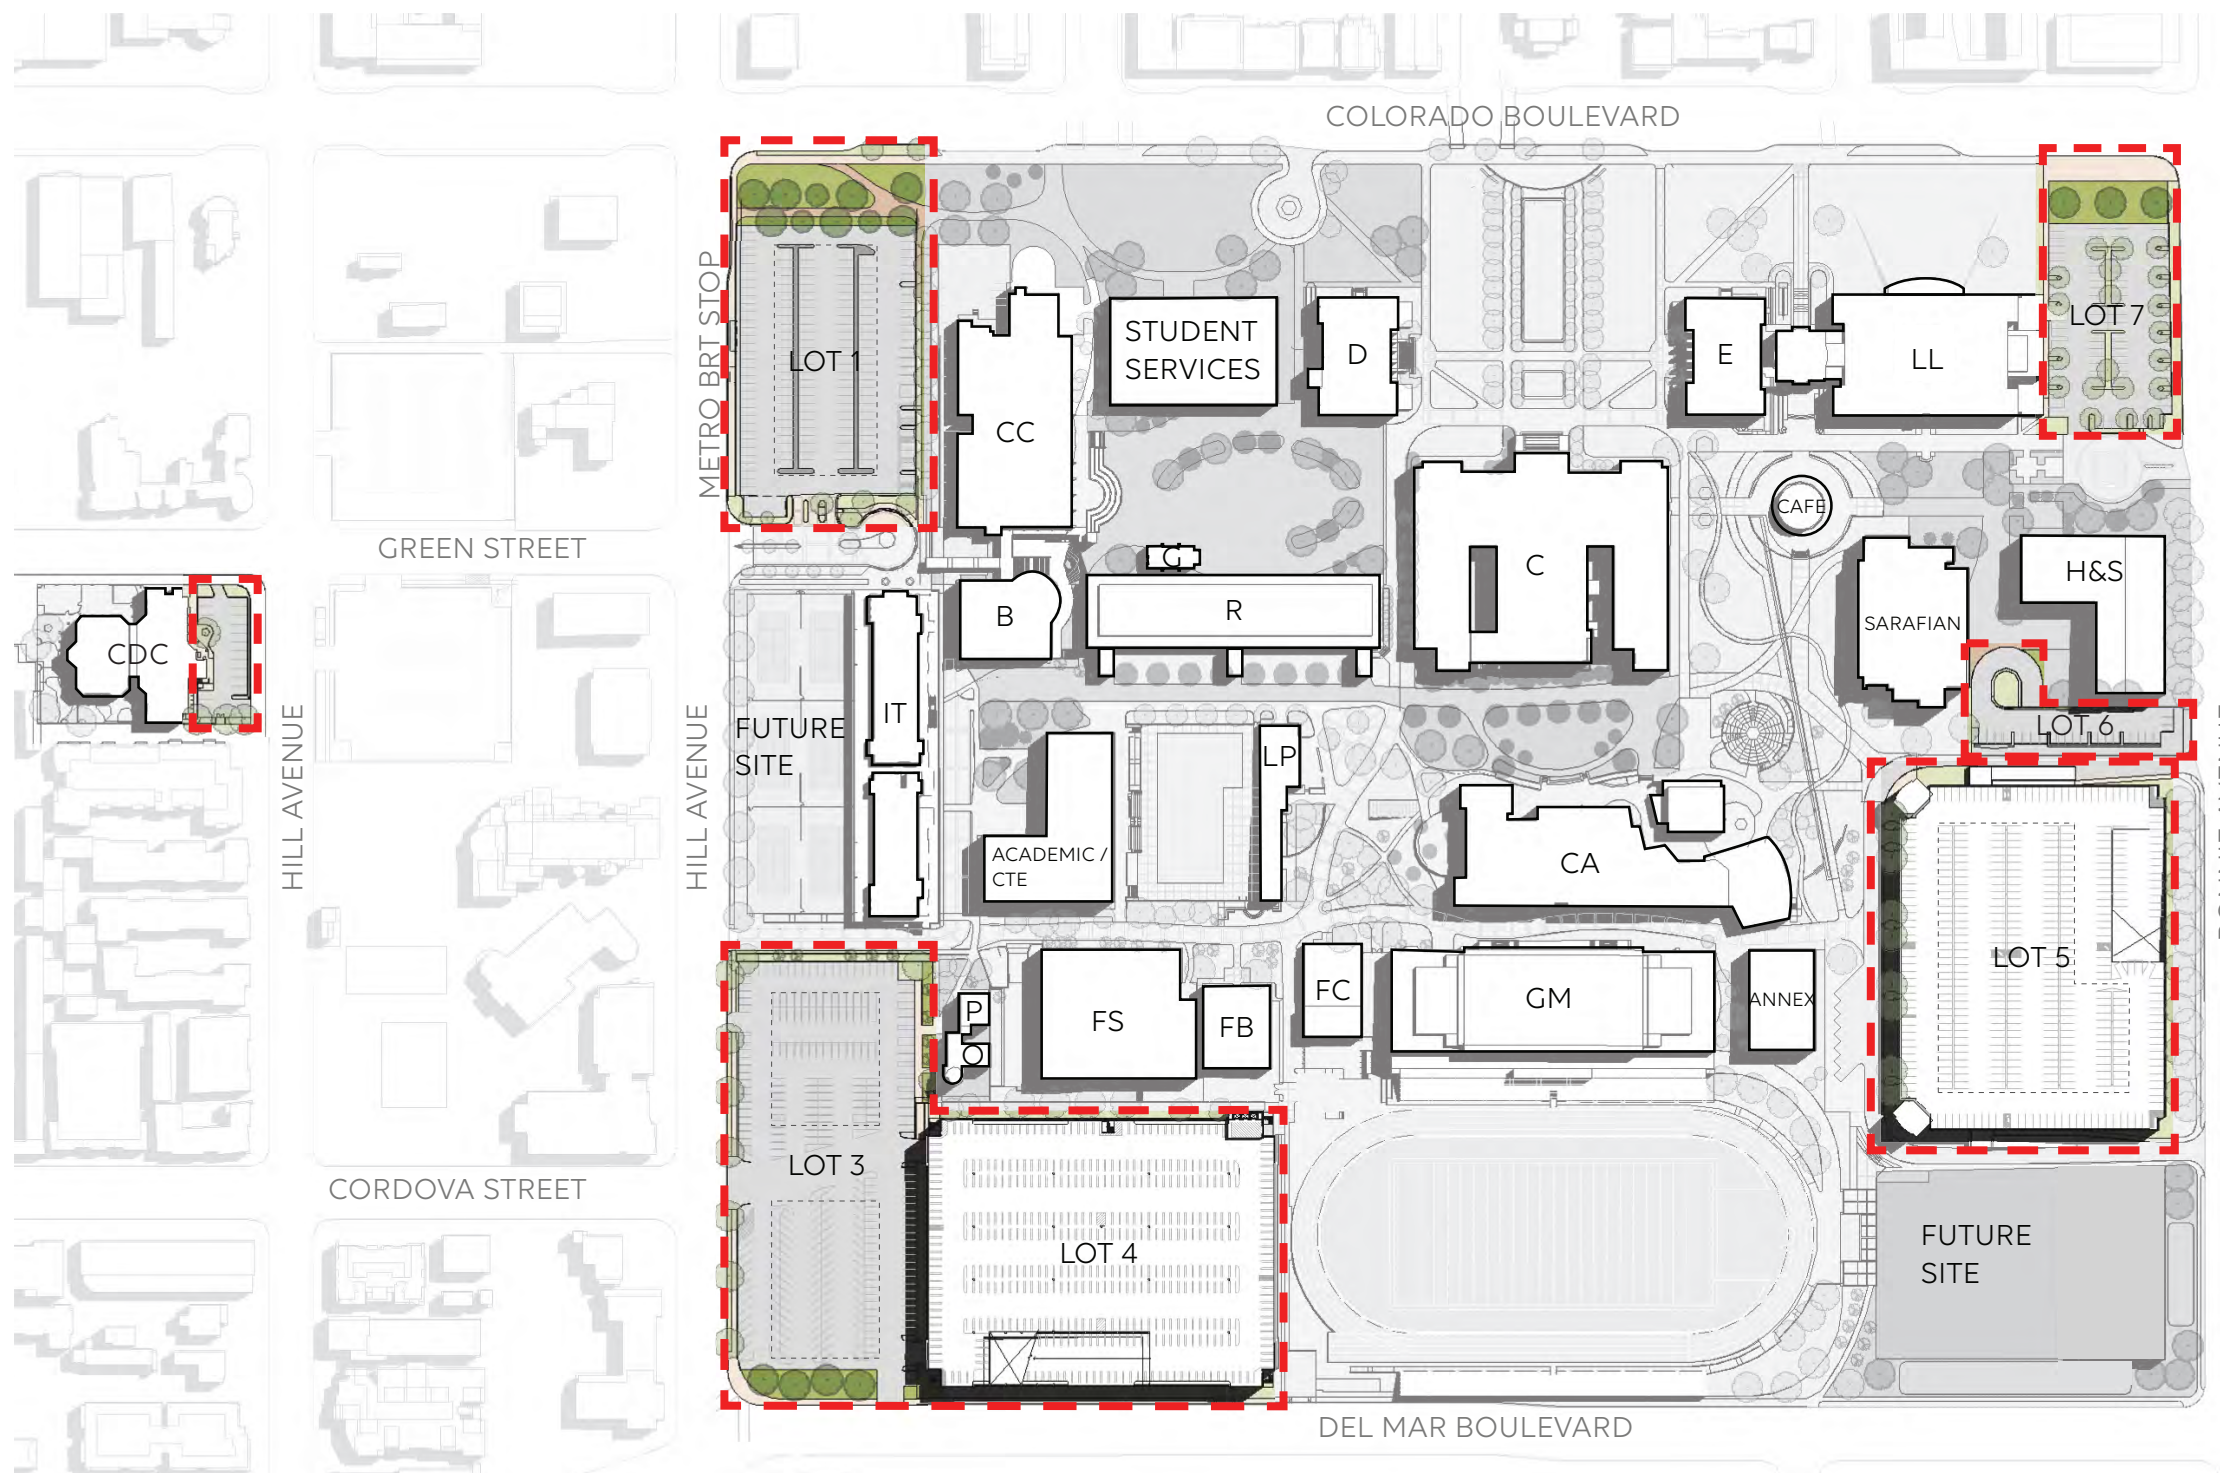 COLORADO BOULEVARD
METRO BRT STOP
LOT 1
STUDENT
SERVICES
D
E
LL
LOT 7
CC
CAFE
GREEN STREET
G
C
H&S
B
R
SARAFIAN
CDC
HILL AVENUE
HILL AVENUE
FUTURE
SITE
IT
LP
LOT 6
ACADEMIC /
CTE
CA
LOT 5
P
O
FS
FB
FC
GM
ANNEX
LOT 3
CORDOVA STREET
LOT 4
FUTURE
SITE
DEL MAR BOULEVARD